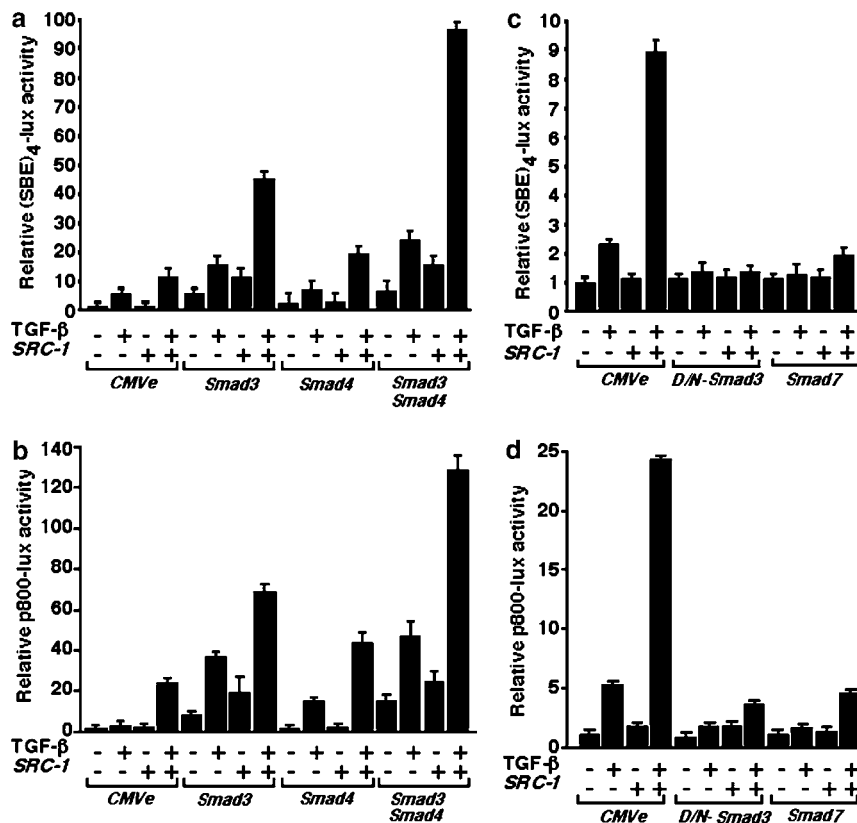 a
Relative (SBE)4-lux activity
100
90
80
70
60
50
40
30
20
10
0
TGF-β - + - + - + - + - + - + - + - +
SRC-1 - - + + - - + + - - + + - - + +
CMVe Smad3 Smad4 Smad3
Smad4
c
Relative (SBE)4-lux activity
10
9
8
7
6
5
4
3
2
1
0
TGF-β - + - + - + - + - + - +
SRC-1 - - + + - - + + - - + +
CMVe D/N-Smad3 Smad7
b
Relative p800-lux activity
140
120
100
80
60
40
20
0
TGF-β - + - + - + - + - + - + - + - +
SRC-1 - - + + - - + + - - + + - - + +
CMVe Smad3 Smad4 Smad3
Smad4
d
Relative p800-lux activity
25
20
15
10
5
0
TGF-β - + - + - + - + - + - +
SRC-1 - - + + - - + + - - + +
CMVe D/N-Smad3 Smad7